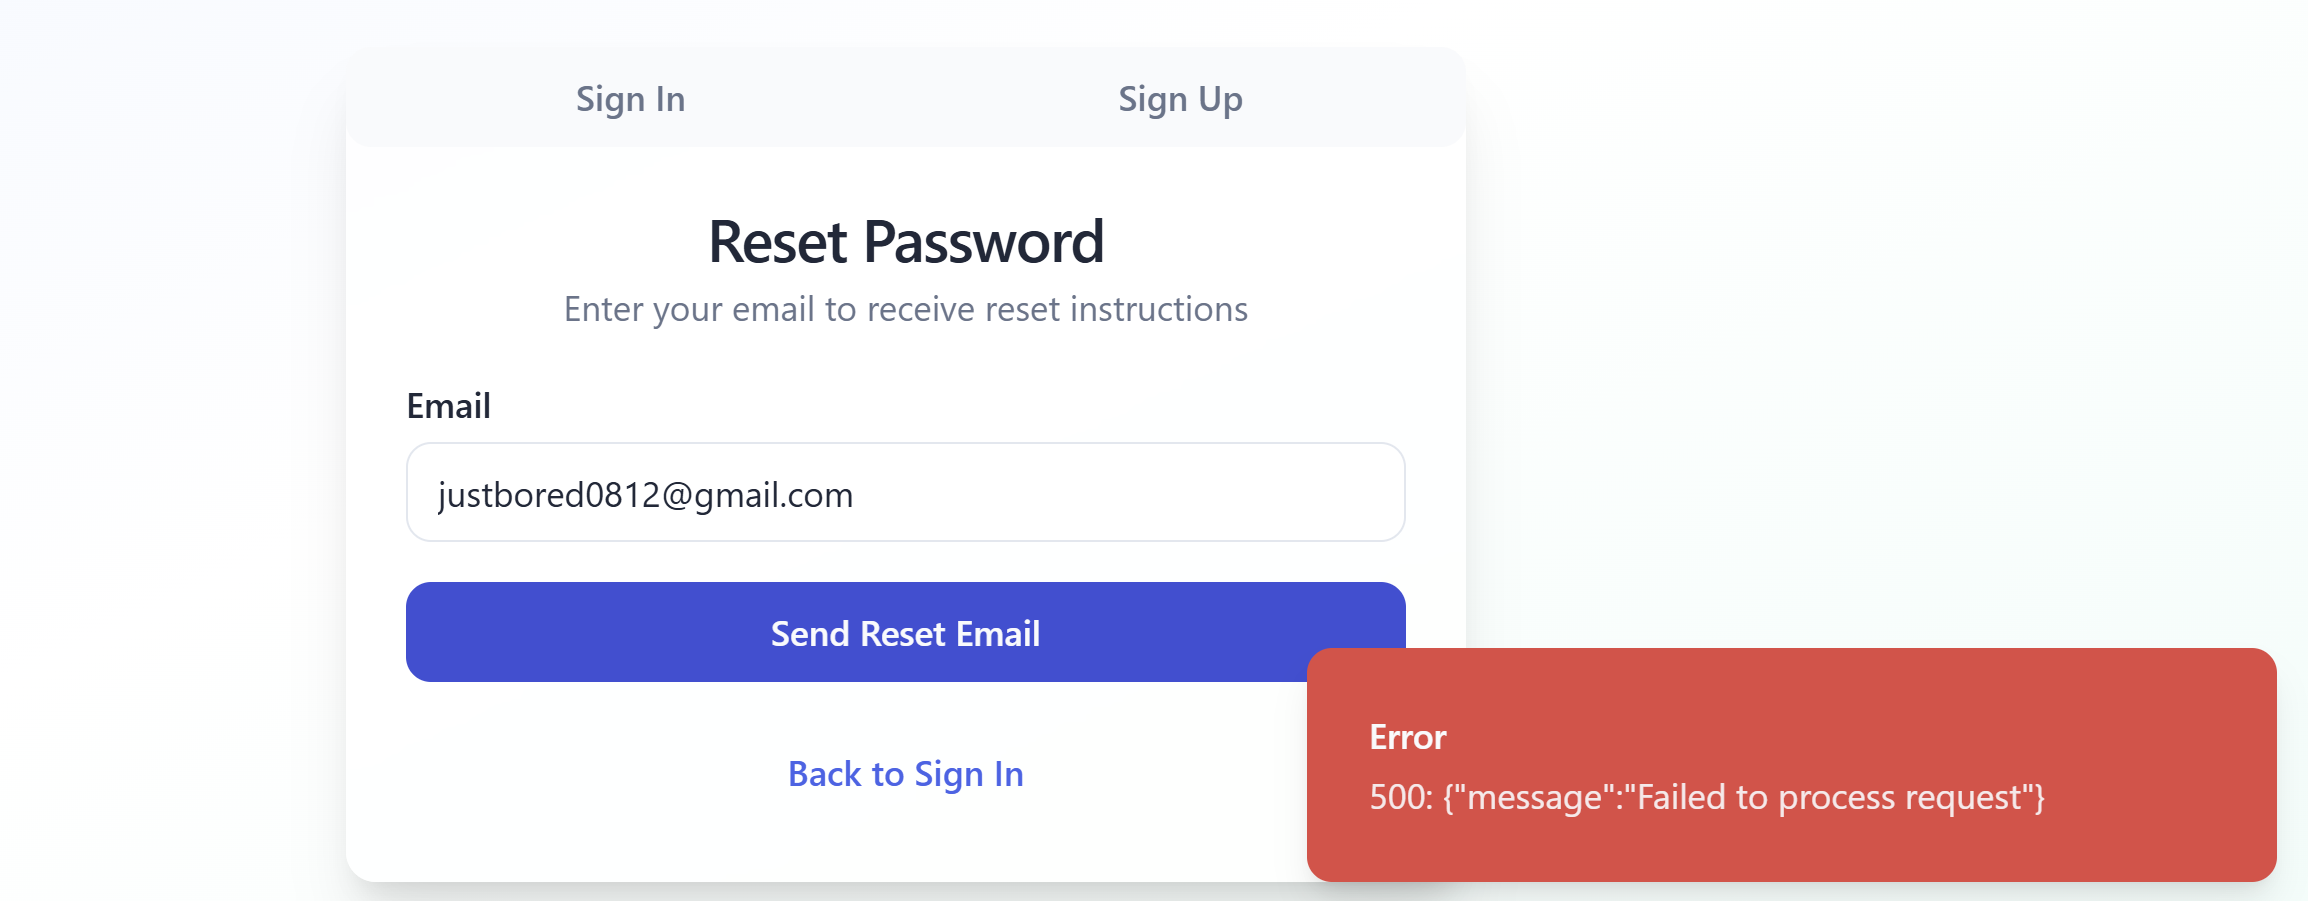 Sign In
Sign Up
Reset Password
Enter your email to receive reset instructions
Email
justbored0812@gmail.com
Send Reset Email
Back to Sign In
Error
500: {"message":"Failed to process request"}